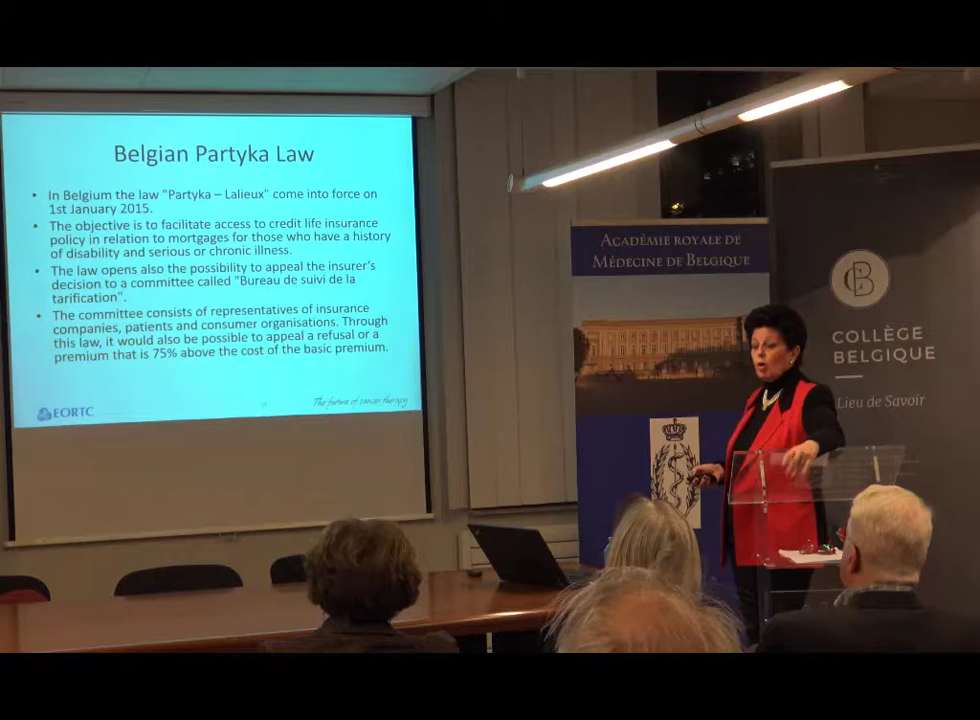 Belgian Partyka Law
• In Belgium the law "Partyka – Lalieux" come into force on
1st January 2015.
• The objective is to facilitate access to credit life insurance
policy in relation to mortgages for those who have a history
of disability and serious or chronic illness.
• The law opens also the possibility to appeal the insurer's
decision to a committee called "Bureau de suivi de la
tarification".
• The committee consists of representatives of insurance
companies, patients and consumer organisations. Through
this law, it would also be possible to appeal a refusal or a
premium that is 75% above the cost of the basic premium.
EORTC
The future of cancer therapy
ACADÉMIE ROYALE DE
MÉDECINE DE BELGIQUE
CB
COLLÈGE
BELGIQUE
Lieu de Savoir